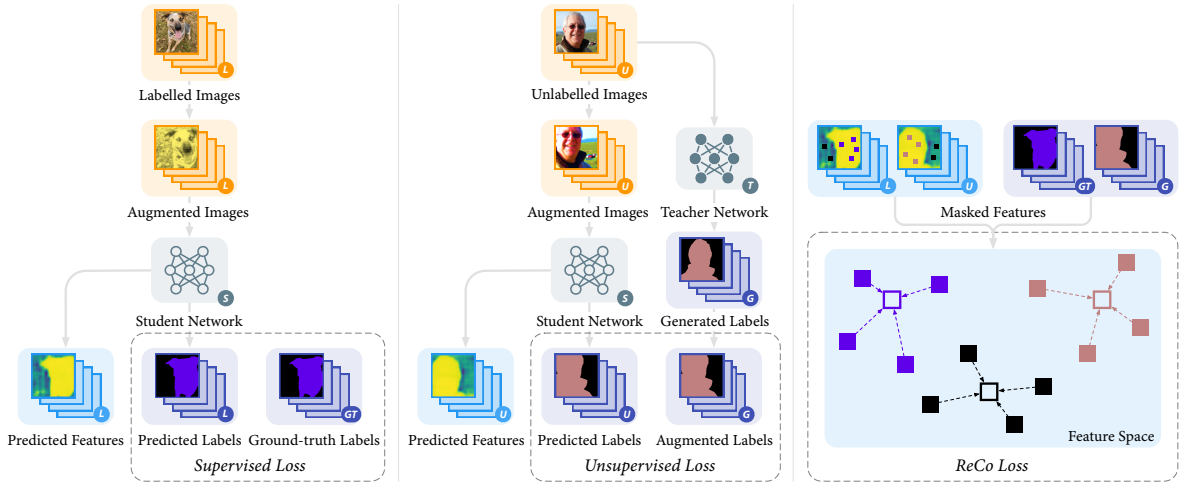 L
Labelled Images
L
Augmented Images
S
Student Network
L
Predicted Features
L
Predicted Labels
GT
Ground-truth Labels
Supervised Loss
U
Unlabelled Images
U
Augmented Images
T
Teacher Network
S
Student Network
G
Generated Labels
U
Predicted Features
U
Predicted Labels
G
Augmented Labels
Unsupervised Loss
L
U
GT
G
Masked Features
Feature Space
ReCo Loss